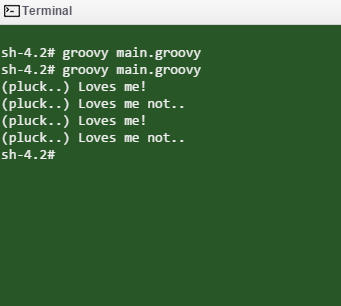 Terminal
sh-4.2# groovy main.groovy
sh-4.2# groovy main.groovy
(pluck..) Loves me!
(pluck..) Loves me not..
(pluck..) Loves me!
(pluck..) Loves me not..
sh-4.2#